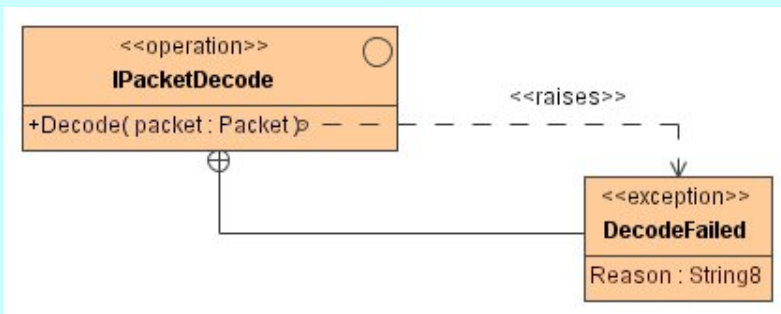 <<operation>>
IPacketDecode
+Decode( packet : Packet )
<<raises>>
<<exception>>
DecodeFailed
Reason : String8